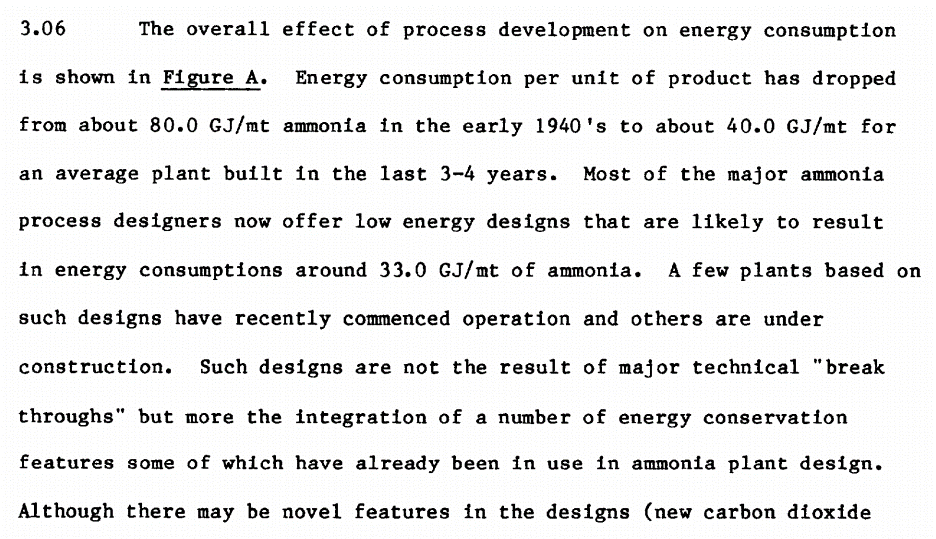 3.06 The overall effect of process development on energy consumption
is shown in Figure A. Energy consumption per unit of product has dropped
from about 80.0 GJ/mt ammonia in the early 1940's to about 40.0 GJ/mt for
an average plant built in the last 3-4 years. Most of the major ammonia
process designers now offer low energy designs that are likely to result
in energy consumptions around 33.0 GJ/mt of ammonia. A few plants based on
such designs have recently commenced operation and others are under
construction. Such designs are not the result of major technical "break
throughs" but more the integration of a number of energy conservation
features some of which have already been in use in ammonia plant design.
Although there may be novel features in the designs (new carbon dioxide